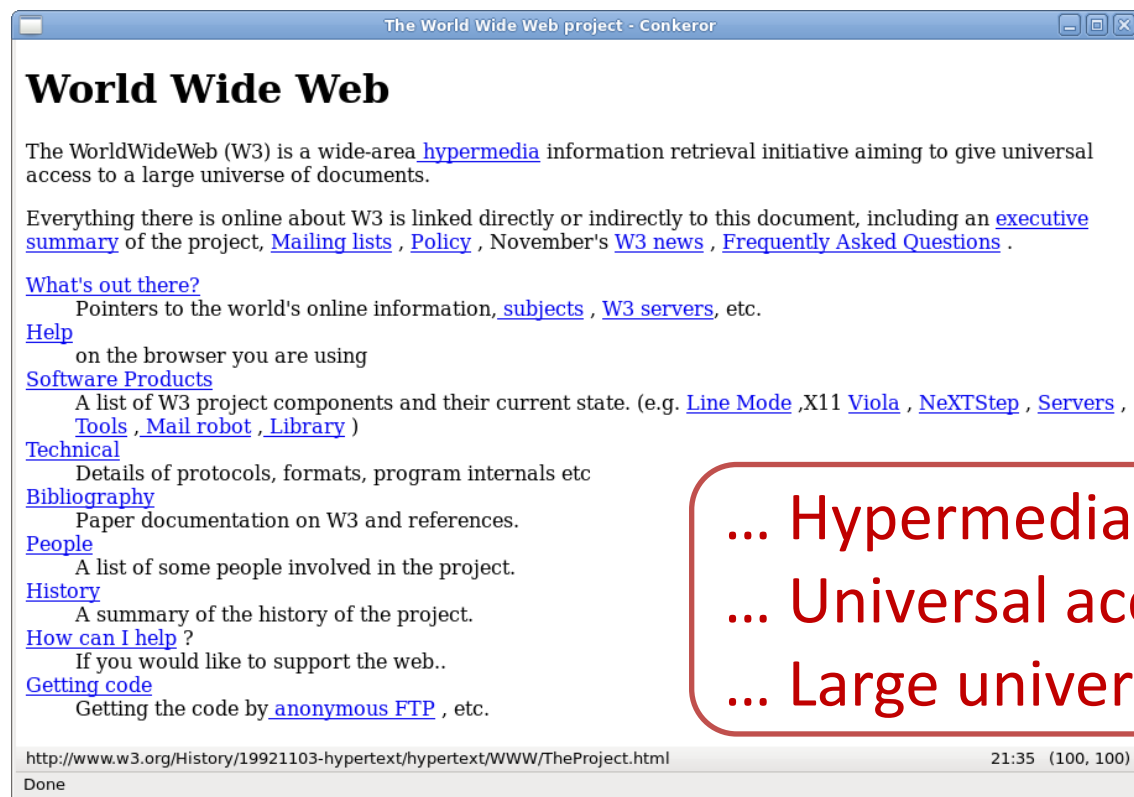 The World Wide Web project - Conkeror
World Wide Web
The WorldWideWeb (W3) is a wide-area hypermedia information retrieval initiative aiming to give universal
access to a large universe of documents.
Everything there is online about W3 is linked directly or indirectly to this document, including an executive
summary of the project, Mailing lists , Policy , November's W3 news , Frequently Asked Questions .
What's out there?
Pointers to the world's online information, subjects , W3 servers, etc.
Help
on the browser you are using
Software Products
A list of W3 project components and their current state. (e.g. Line Mode ,X11 Viola , NeXTStep , Servers ,
Tools , Mail robot , Library )
Technical
Details of protocols, formats, program internals etc
Bibliography
Paper documentation on W3 and references.
People
A list of some people involved in the project.
History
A summary of the history of the project.
How can I help ?
If you would like to support the web..
Getting code
Getting the code by anonymous FTP , etc.
... Hypermedia
... Universal
... Large
http://www.w3.org/History/19921103-hypertext/hypertext/WWW/TheProject.html 21:35 (100, 100)
Done